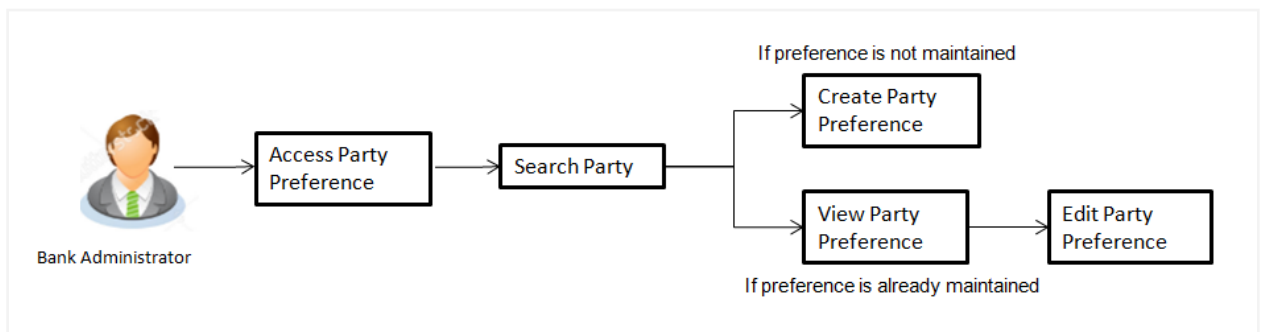 If preference is not maintained
Create Party
Preference
Access Party
Preference
Search Party
View Party
Preference
Edit Party
Preference
Bank Administrator
If preference is already maintained